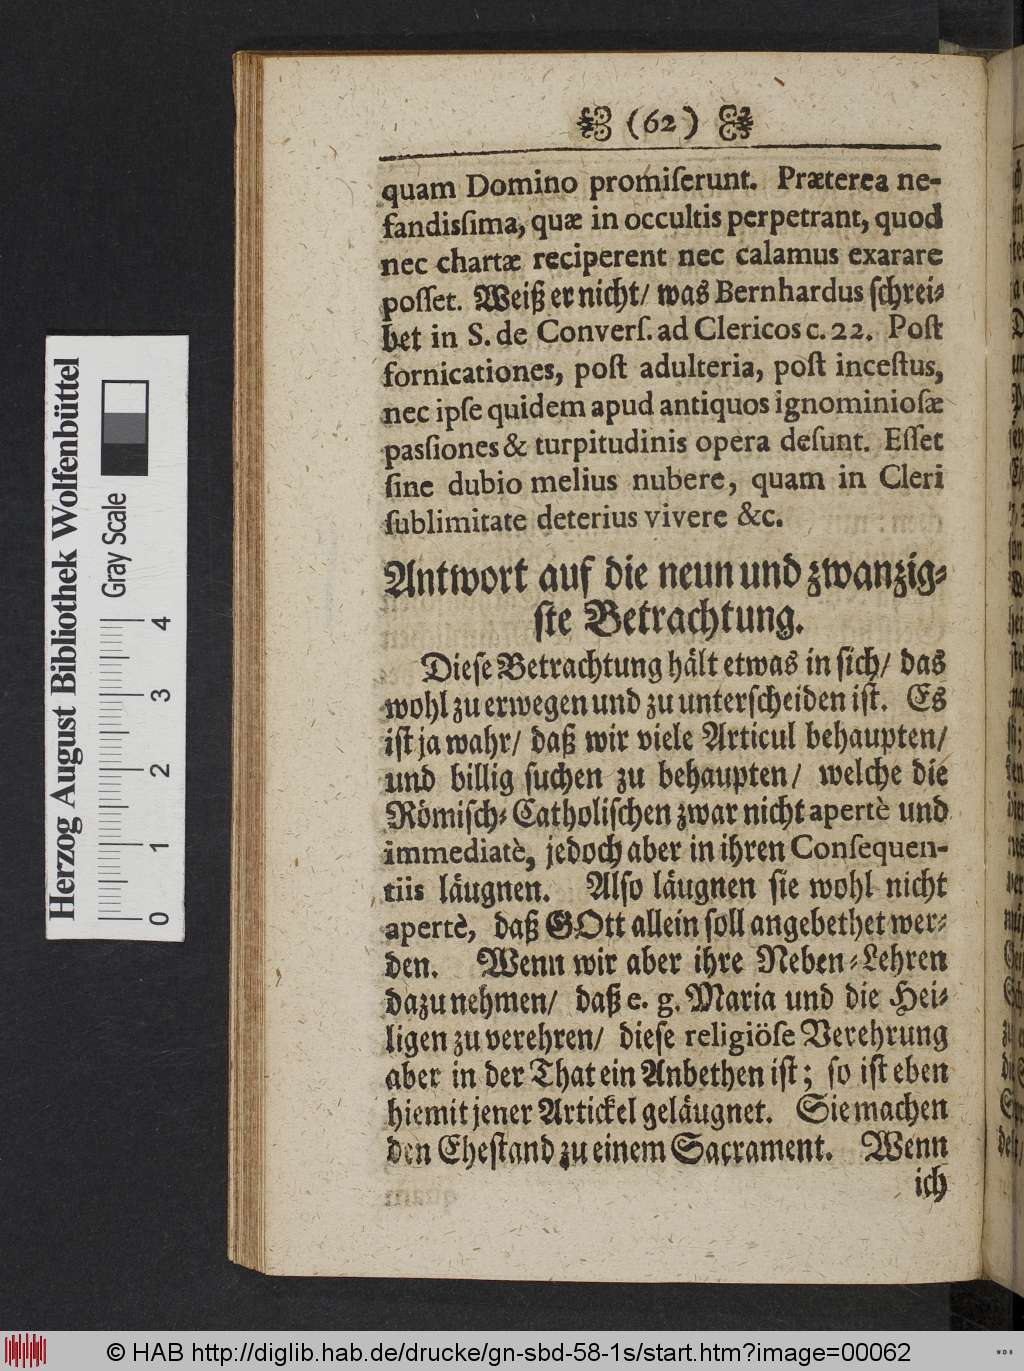 (62)
quam Domino promiſerunt. Præterea ne-
fandisſima, quæ in occultis perpetrant, quod
nec chartæ reciperent nec calamus exarare
poſſet. Weiß er nicht/ was Bernhardus ſchrei-
bet in S. de Converſ. ad Clericos c. 22. Poſt
fornicationes, poſt adulteria, poſt inceſtus,
nec ipſe quidem apud antiquos ignominioſæ
pasſiones & turpitudinis opera deſunt. Eſſet
ſine dubio melius nubere, quam in Cleri
ſublimitate deterius vivere &c.
Antwort auf die neun und zwanzig-
ſte Betrachtung.
Dieſe Betrachtung hält etwas in ſich/ das
wohl zu erwegen und zu unterſcheiden iſt. Es
iſt ja wahr/ daß wir viele Articul behaupten/
und billig ſuchen zu behaupten/ welche die
Römiſch-Catholiſchen zwar nicht apertè und
immediatè, jedoch aber in ihren Conſequen-
tiis läugnen. Alſo läugnen ſie wohl nicht
apertè, daß GOtt allein ſoll angebethet wer-
den. Wenn wir aber ihre Neben-Lehren
dazu nehmen/ daß e. g. Maria und die Hei-
ligen zu verehren/ dieſe religiöſe Verehrung
aber in der That ein Anbethen iſt; ſo iſt eben
hiemit jener Artickel geläugnet. Sie machen
den Eheſtand zu einem Sacrament. Wenn
ich
Herzog August Bibliothek Wolfenbüttel
Gray Scale
0 1 2 3 4
© HAB http://diglib.hab.de/drucke/gn-sbd-58-1s/start.htm?image=00062